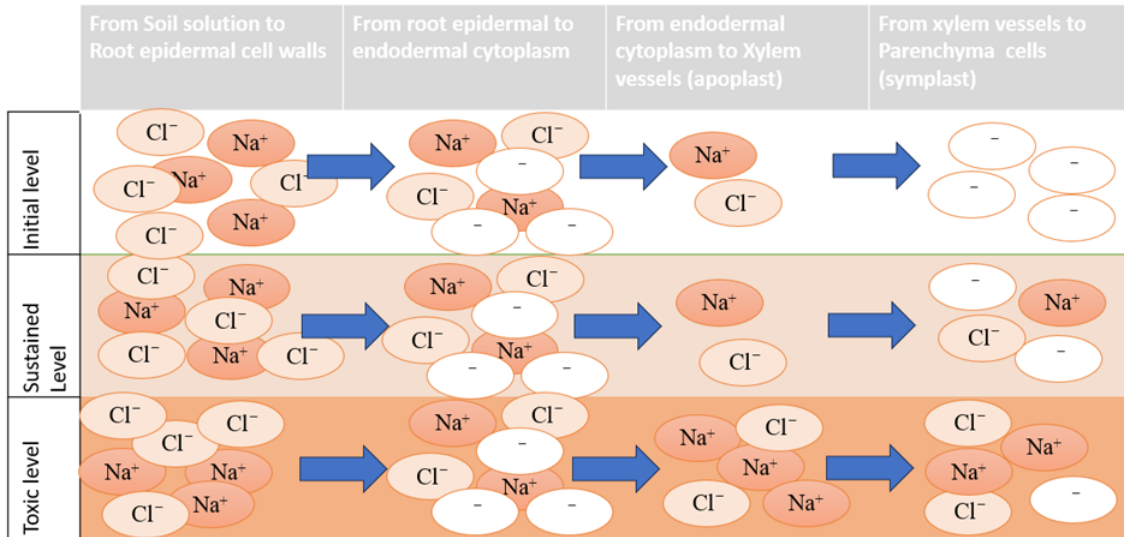 From Soil solution to
Root epidermal cell walls
From root epidermal to
endodermal cytoplasm
From endodermal
cytoplasm to Xylem
vessels (apoplast)
From xylem vessels to
Parenchyma cells
(symplast)
Initial level
Cl⁻
Na⁺
Na⁺
Cl⁻
Cl⁻
Na⁺
Cl⁻
Na⁺
Cl⁻
⁻
Cl⁻
Na⁺
⁻
⁻
Na⁺
Cl⁻
⁻
⁻
⁻
⁻
Sustained
Level
Cl⁻
Na⁺
Na⁺
Cl⁻
Cl⁻
Na⁺
Cl⁻
Na⁺
Cl⁻
⁻
Cl⁻
Na⁺
⁻
⁻
Na⁺
Cl⁻
⁻
Na⁺
Cl⁻
⁻
Toxic level
Cl⁻
Cl⁻
Cl⁻
Na⁺
Na⁺
Cl⁻
Na⁺
Na⁺
Cl⁻
⁻
Cl⁻
Na⁺
⁻
⁻
Na⁺
Cl⁻
Na⁺
Cl⁻
Na⁺
Cl⁻
Na⁺
Na⁺
⁻
Cl⁻